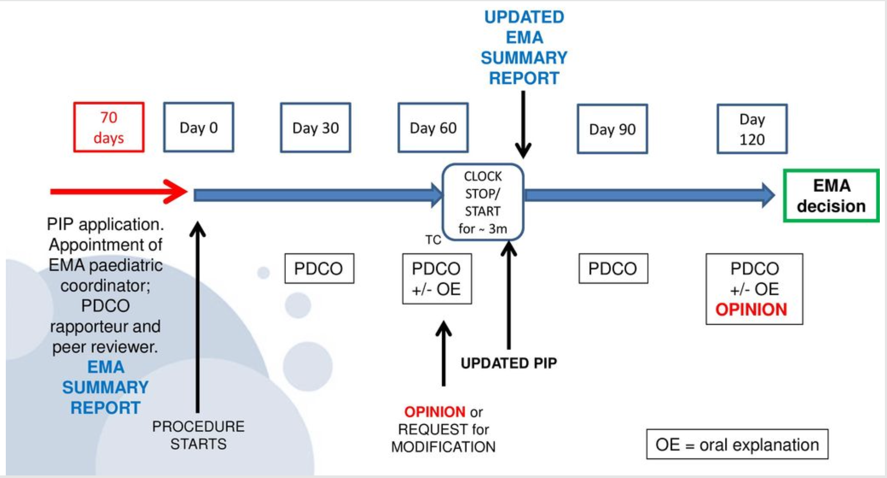 UPDATED
EMA
SUMMARY
REPORT
70
days
Day 0
Day 30
Day 60
Day 90
Day
120
CLOCK
STOP/
START
for ~ 3m
EMA
decision
TC
PIP application.
Appointment of
EMA paediatric
coordinator;
PDCO
rapporteur and
peer reviewer.
EMA
SUMMARY
REPORT
PDCO
PDCO
+/- OE
PDCO
PDCO
+/- OE
OPINION
UPDATED PIP
PROCEDURE
STARTS
OPINION or
REQUEST for
MODIFICATION
OE = oral explanation